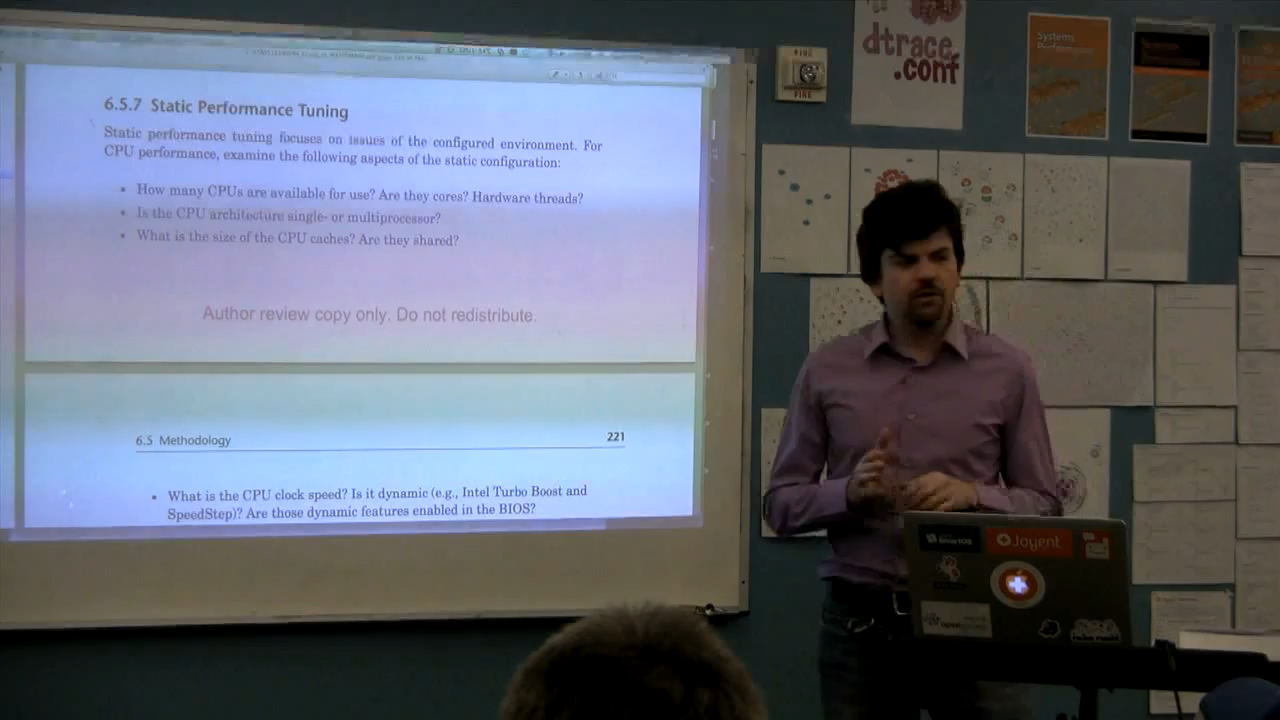 6.5.7 Static Performance Tuning
Static performance tuning focuses on issues of the configured environment. For
CPU performance, examine the following aspects of the static configuration:
• How many CPUs are available for use? Are they cores? Hardware threads?
• Is the CPU architecture single- or multiprocessor?
• What is the size of the CPU caches? Are they shared?
Author review copy only. Do not redistribute.
6.5 Methodology 221
• What is the CPU clock speed? Is it dynamic (e.g., Intel Turbo Boost and
SpeedStep)? Are those dynamic features enabled in the BIOS?
FIRE
FIRE
dtrace
.conf
Systems
Performance
SmartOS
Joyent